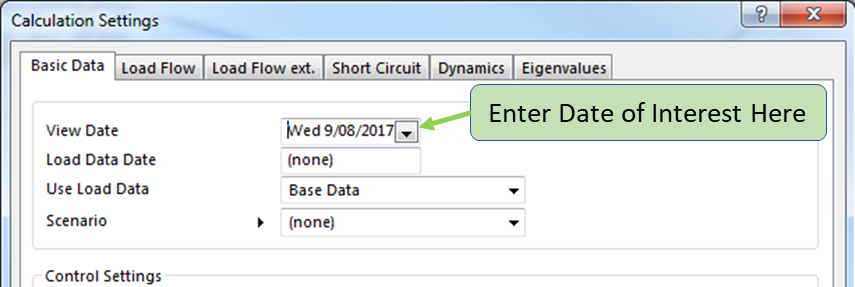 Calculation Settings
?
Basic Data Load Flow Load Flow ext. Short Circuit Dynamics Eigenvalues
View Date Wed 9/08/2017
Enter Date of Interest Here
Load Data Date (none)
Use Load Data Base Data
Scenario (none)
Control Settings